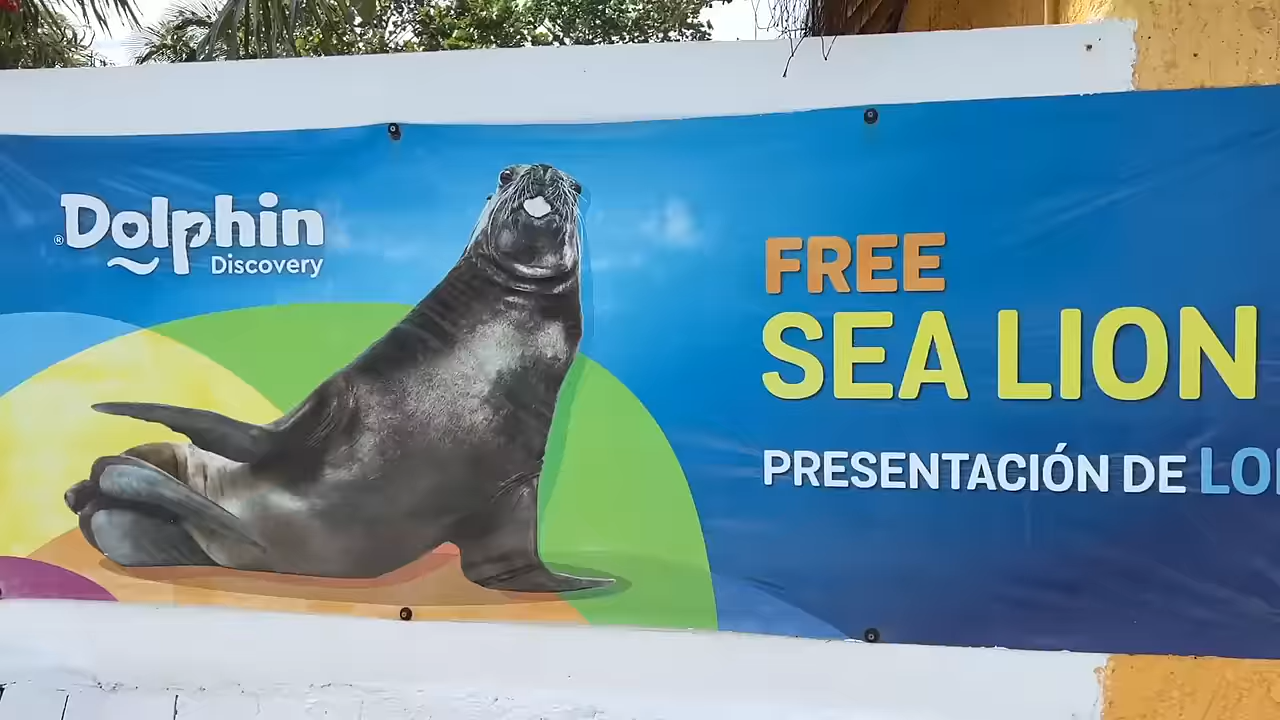 ®Dolphin
Discovery
FREE
SEA LION
PRESENTACIÓN DE